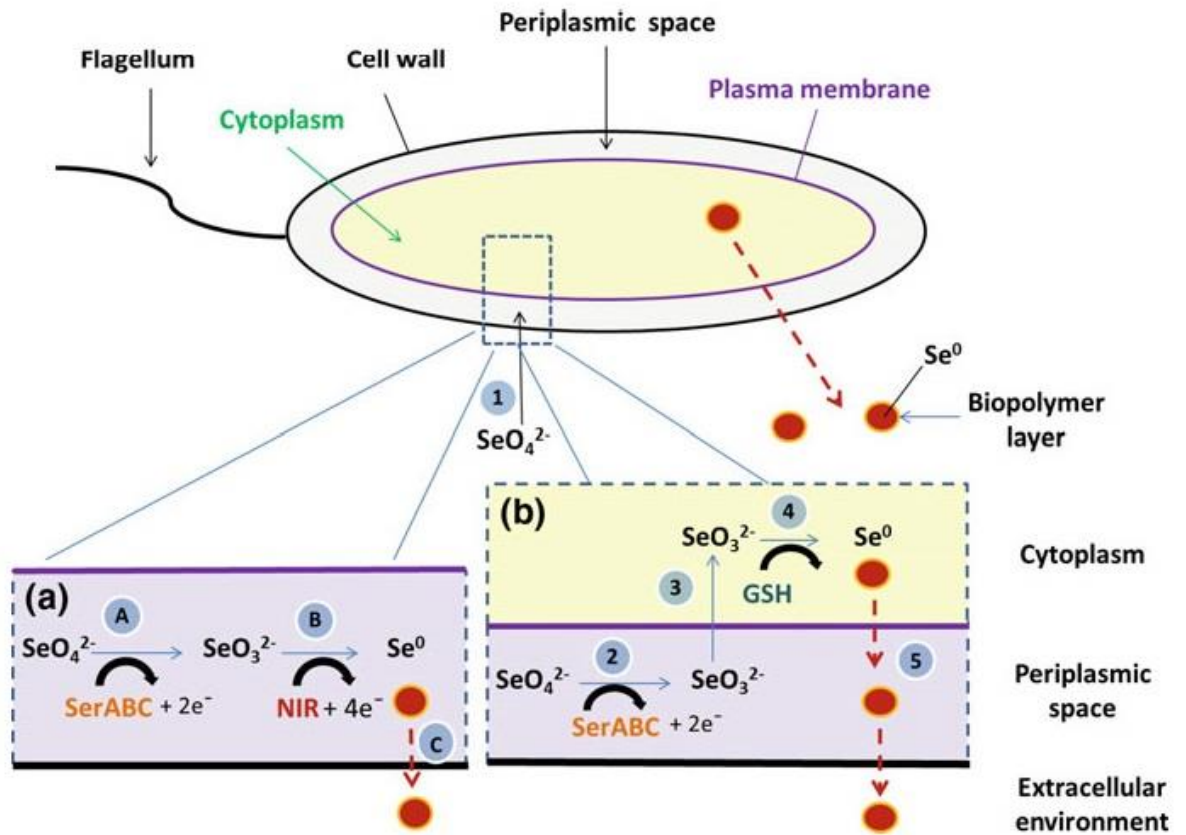 Periplasmic space
Flagellum
Cell wall
Plasma membrane
Cytoplasm
Se⁰
1
Biopolymer
layer
SeO₄²⁻
(a)
A
B
SeO₄²⁻
SeO₃²⁻
Se⁰
SerABC + 2e⁻
NIR + 4e⁻
C
(b)
4
SeO₃²⁻
Se⁰
Cytoplasm
3
GSH
2
5
SeO₄²⁻
SeO₃²⁻
Periplasmic
space
SerABC + 2e⁻
Extracellular
environment